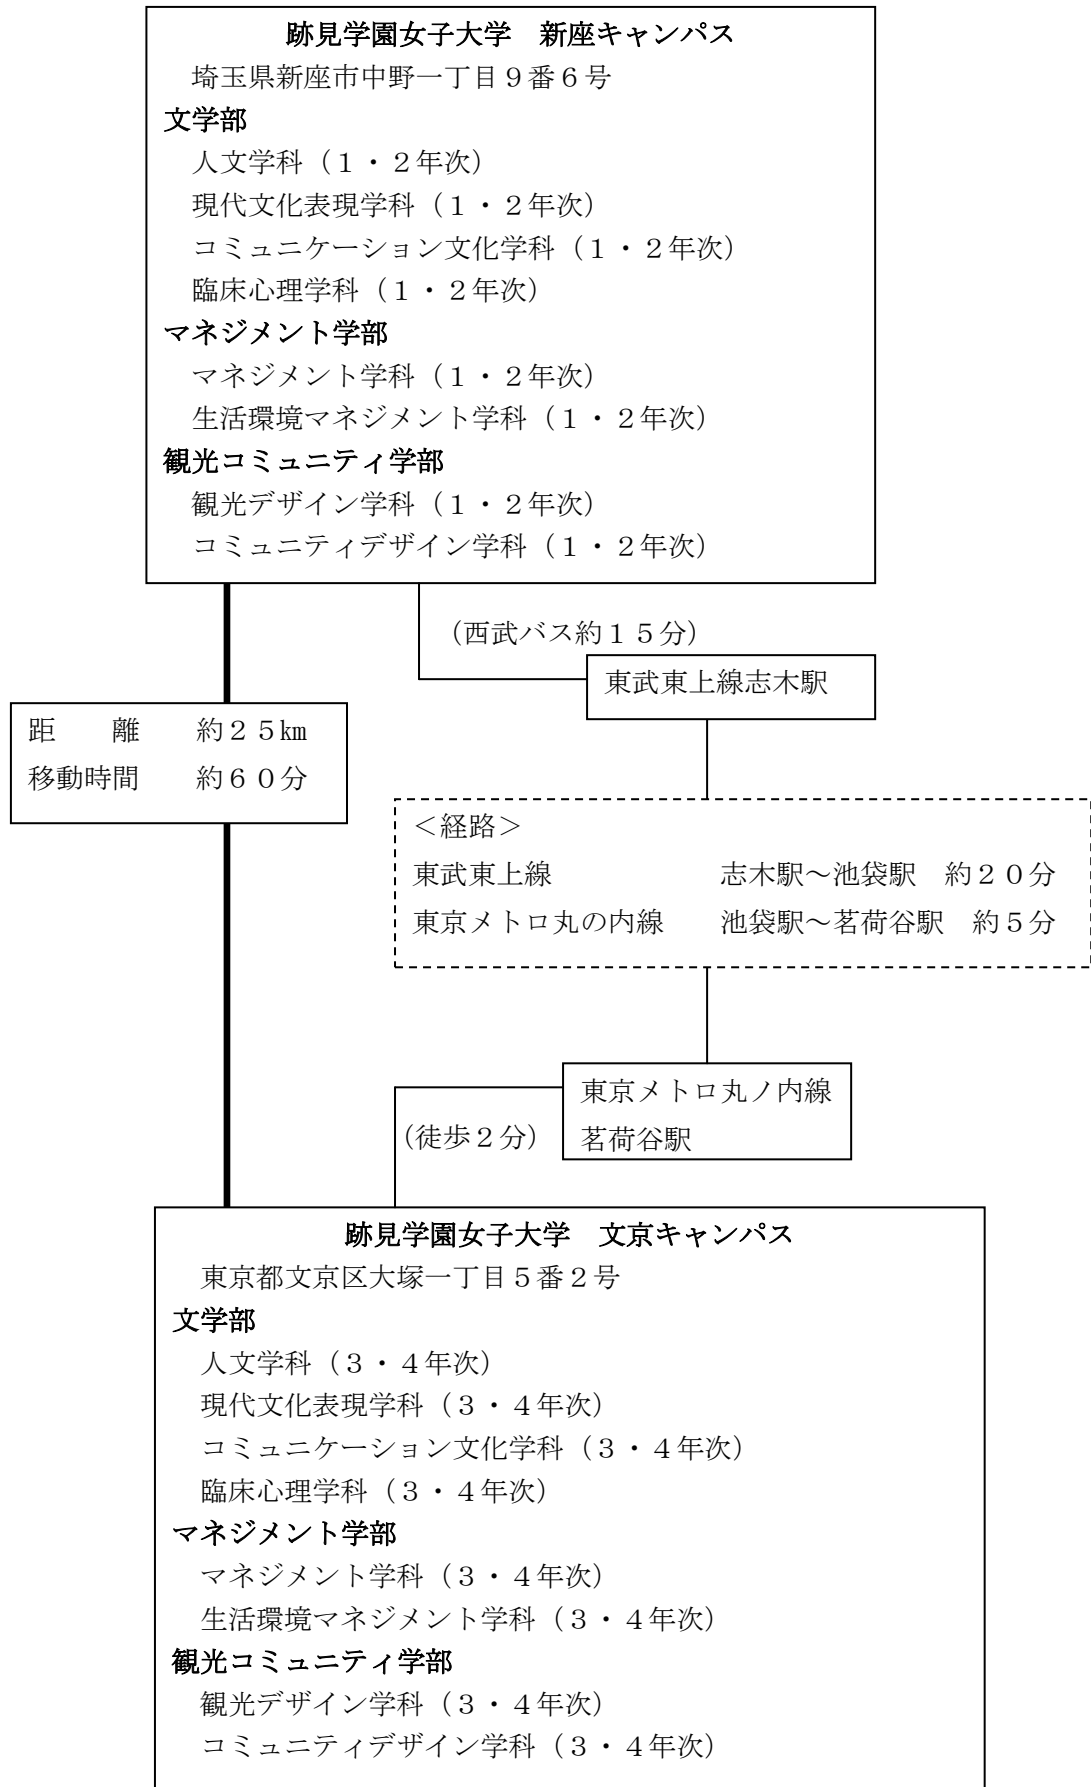 跡見学園女子大学　新座キャンパス
埼玉県新座市中野一丁目９番６号
文学部
人文学科（１・２年次）
現代文化表現学科（１・２年次）
コミュニケーション文化学科（１・２年次）
臨床心理学科（１・２年次）
マネジメント学部
マネジメント学科（１・２年次）
生活環境マネジメント学科（１・２年次）
観光コミュニティ学部
観光デザイン学科（１・２年次）
コミュニティデザイン学科（１・２年次）
（西武バス約１５分）
東武東上線志木駅
距　　離　　約２５㎞
移動時間　　約６０分
＜経路＞
東武東上線　　　　　　志木駅～池袋駅　約２０分
東京メトロ丸の内線　　池袋駅～茗荷谷駅　約５分
東京メトロ丸ノ内線
茗荷谷駅
（徒歩２分）
跡見学園女子大学　文京キャンパス
東京都文京区大塚一丁目５番２号
文学部
人文学科（３・４年次）
現代文化表現学科（３・４年次）
コミュニケーション文化学科（３・４年次）
臨床心理学科（３・４年次）
マネジメント学部
マネジメント学科（３・４年次）
生活環境マネジメント学科（３・４年次）
観光コミュニティ学部
観光デザイン学科（３・４年次）
コミュニティデザイン学科（３・４年次）